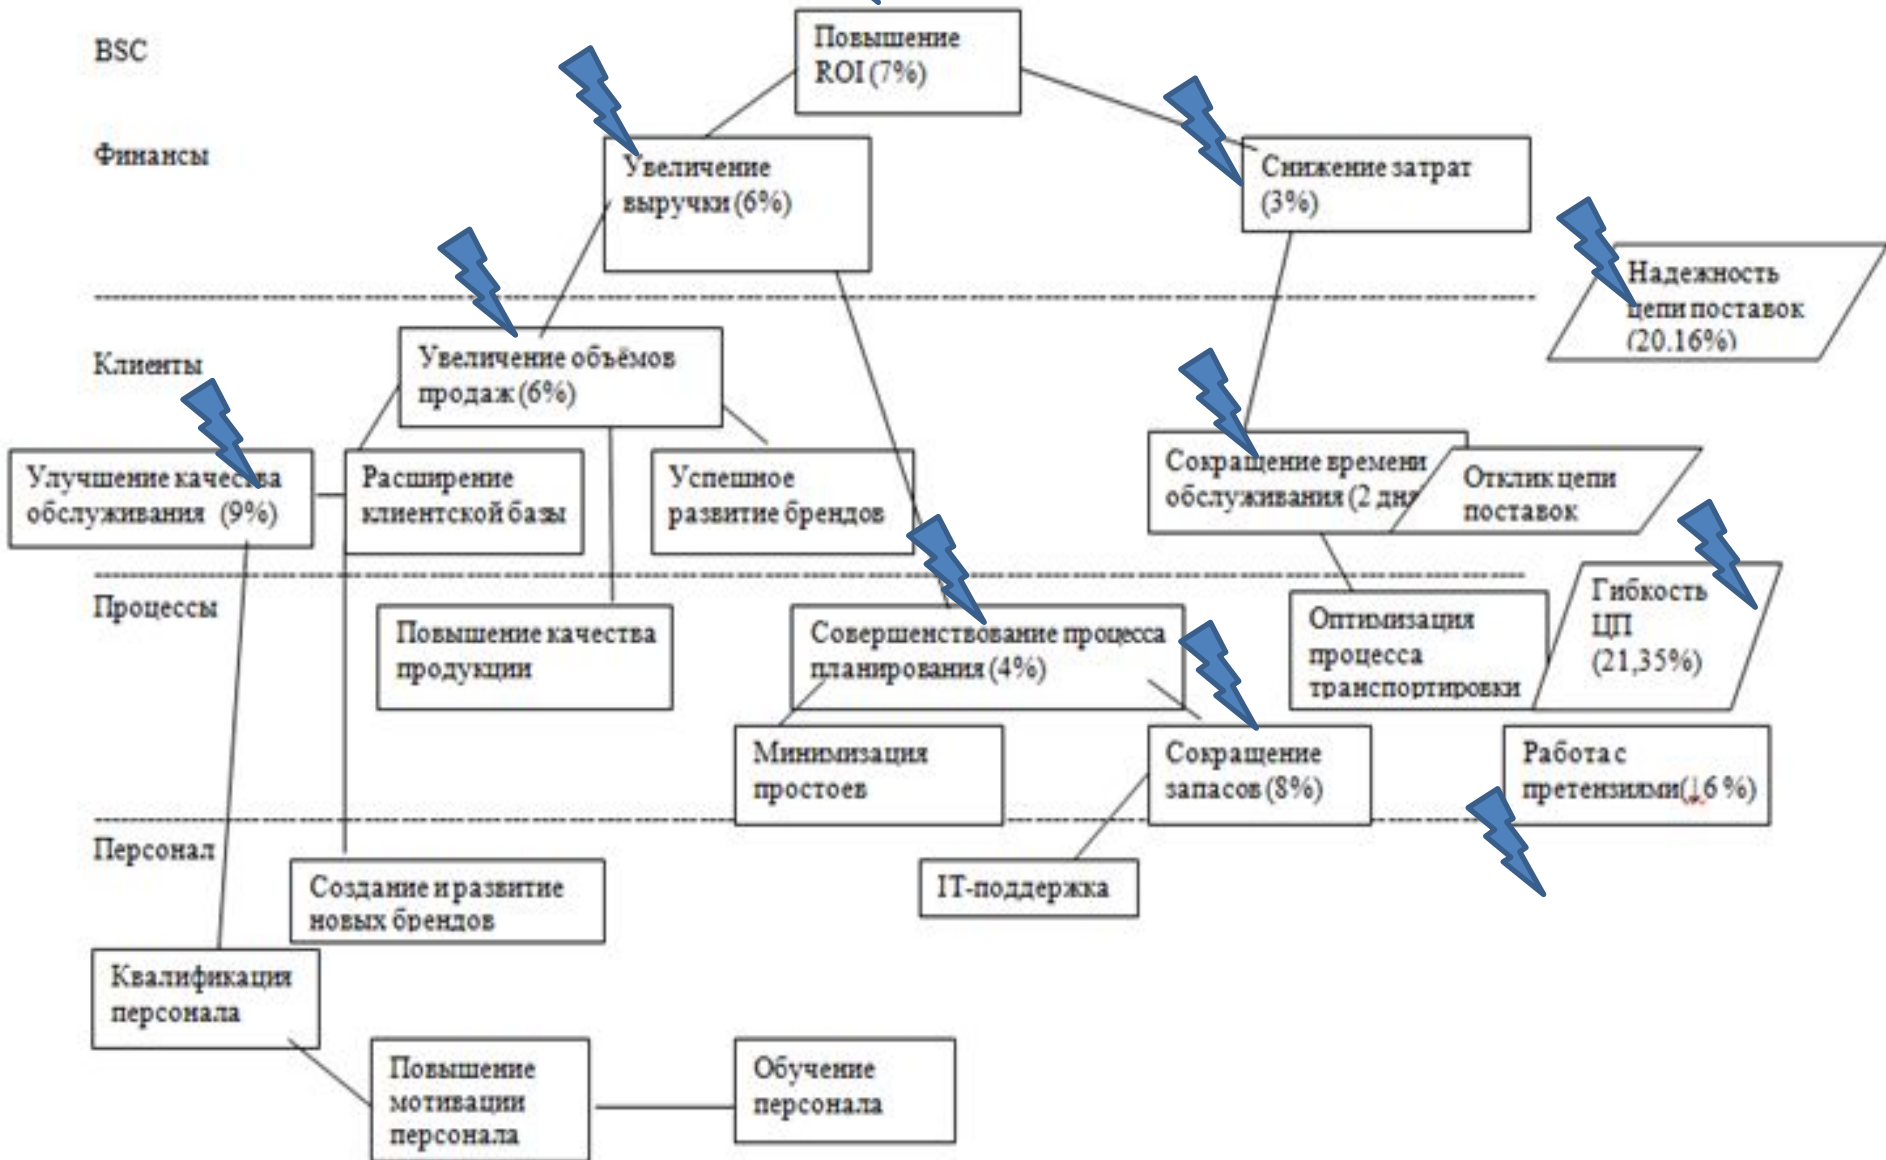 BSC
Повышение
ROI (7%)
Финансы
Увеличение
выручки (6%)
Снижение затрат
(3%)
Надежность
цепи поставок
(20.16%)
Клиенты
Увеличение объёмов
продаж (6%)
Улучшение качества
обслуживания (9%)
Расширение
клиентской базы
Успешное
развитие брендов
Сокращение времени
обслуживания (2 дня
Отклик цепи
поставок
Процессы
Повышение качества
продукции
Совершенствование процесса
планирования (4%)
Оптимизация
процесса
транспортировки
Гибкость
ЦП
(21,35%)
Минимизация
простоев
Сокращение
запасов (8%)
Работа с
претензиями(↓6 %)
Персонал
Создание и развитие
новых брендов
IT-поддержка
Квалификация
персонала
Повышение
мотивации
персонала
Обучение
персонала